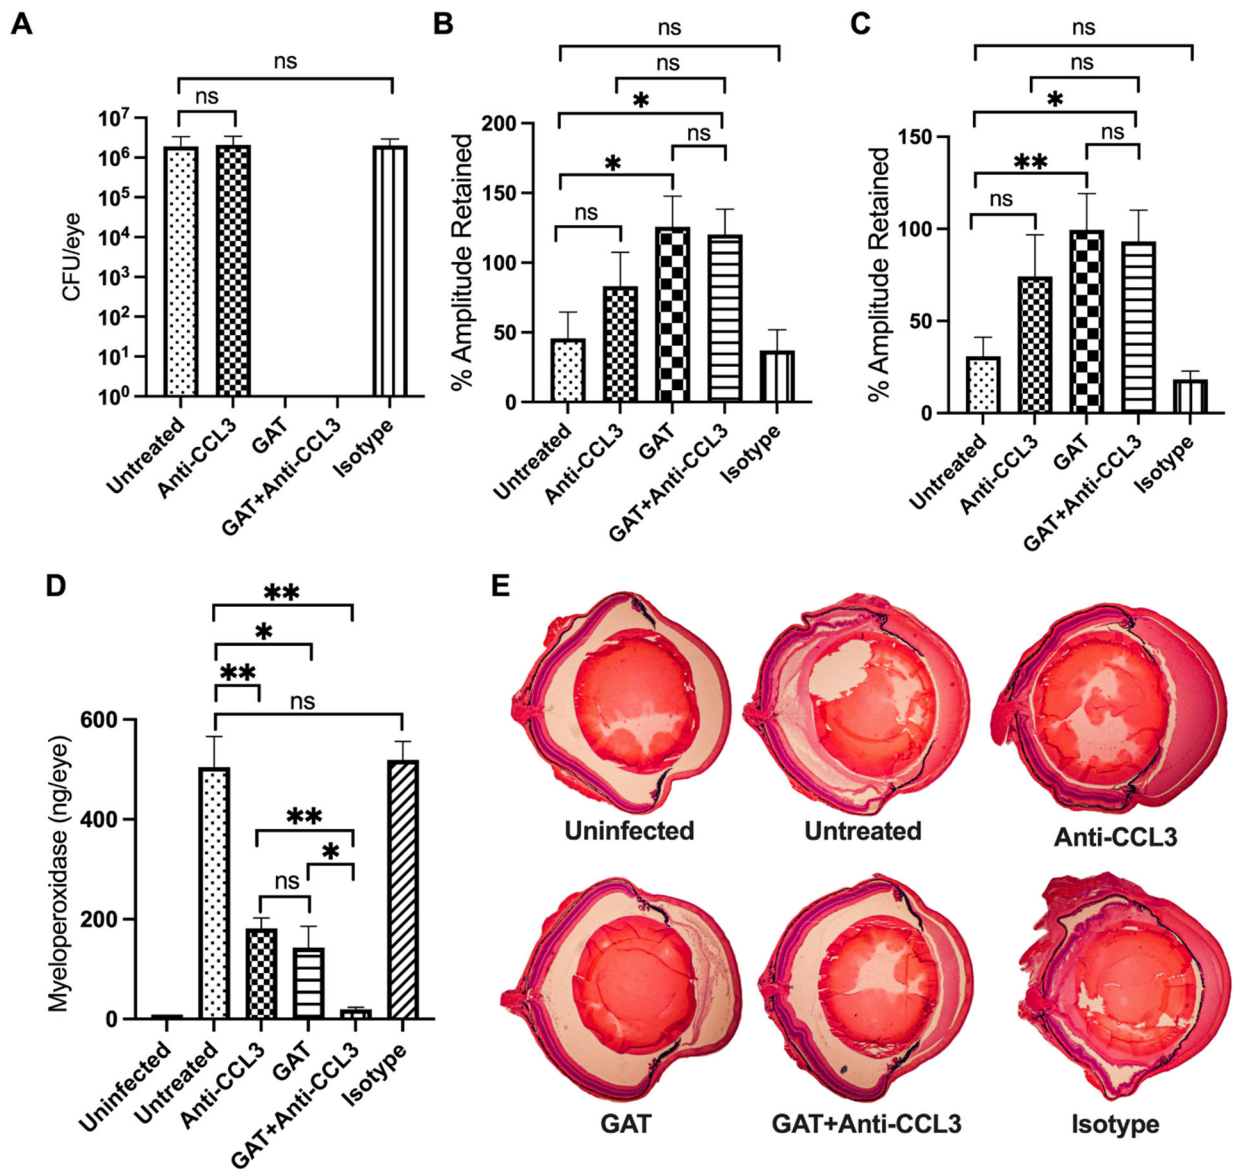 A
ns
ns
CFU/eye
10^7
10^6
10^5
10^4
10^3
10^2
10^1
10^0
Untreated
Anti-CCL3
GAT
GAT+Anti-CCL3
Isotype
B
ns
ns
*
ns
*
ns
% Amplitude Retained
200
150
100
50
0
Untreated
Anti-CCL3
GAT
GAT+Anti-CCL3
Isotype
C
ns
ns
*
ns
**
ns
% Amplitude Retained
150
100
50
0
Untreated
Anti-CCL3
GAT
GAT+Anti-CCL3
Isotype
D
**
*
**
ns
**
*
ns
Myeloperoxidase (ng/eye)
600
400
200
0
Uninfected
Untreated
Anti-CCL3
GAT
GAT+Anti-CCL3
Isotype
E
Uninfected
Untreated
Anti-CCL3
GAT
GAT+Anti-CCL3
Isotype